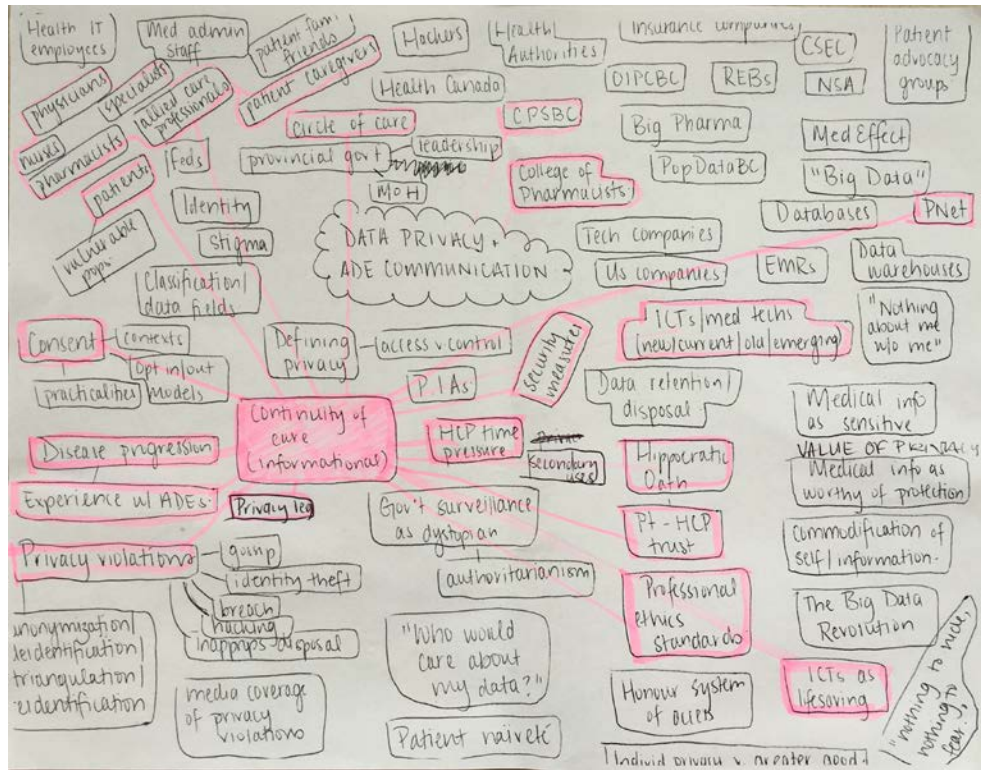 Health IT
employees
Med admin
staff
patient fam
friends
Hackers
Health
Authorities
Insurance companies
CSEC
Patient
advocacy
groups
physicians
specialists
allied care
professionals
patient caregivers
Health Canada
OIPCBC
REBs
NSA
nurses
pharmacists
Circle of care
CPSBC
Big Pharma
MedEffect
patients
Feds
provincial govt
leadership
MOH
College of
Pharmacists
PopDataBC
"Big Data"
vulnerable
pops.
Identity
Stigma
DATA PRIVACY +
ADE COMMUNICATION
Tech companies
Databases
PNet
Classification/
data fields
US companies
EMRs
Data
warehouses
Consent
contexts
Opt in/out
Models
practicalities
Defining
privacy
access v control
P.IAs
security
measures
ICTs/med techs
(new/current/old/emerging)
"Nothing
about me
w/o me"
Data retention/
disposal
Continuity of
care
(informational)
Disease progression
HCP time
pressure
secondary
uses
Hippocratic
Oath
Medical info
as sensitive
VALUE OF PRIVACY
Medical info as
worthy of protection
Experience w/ ADEs
Privacy leg
Gov't surveillance
as dystopian
authoritarianism
Pt-HCP
trust
commodification of
self/information.
Privacy violations
gossip
identity theft
breach
hacking
inapprops disposal
Professional
ethics
standards
The Big Data
Revolution
anonymization/
deidentification/
triangulation/
reidentification
media coverage
of privacy
violations
"Who would
care about
my data?"
Patient naiveté
Honour system
ICTs as
lifesaving
"nothing to hide,
nothing to
fear"
Individ privacy v. greater good